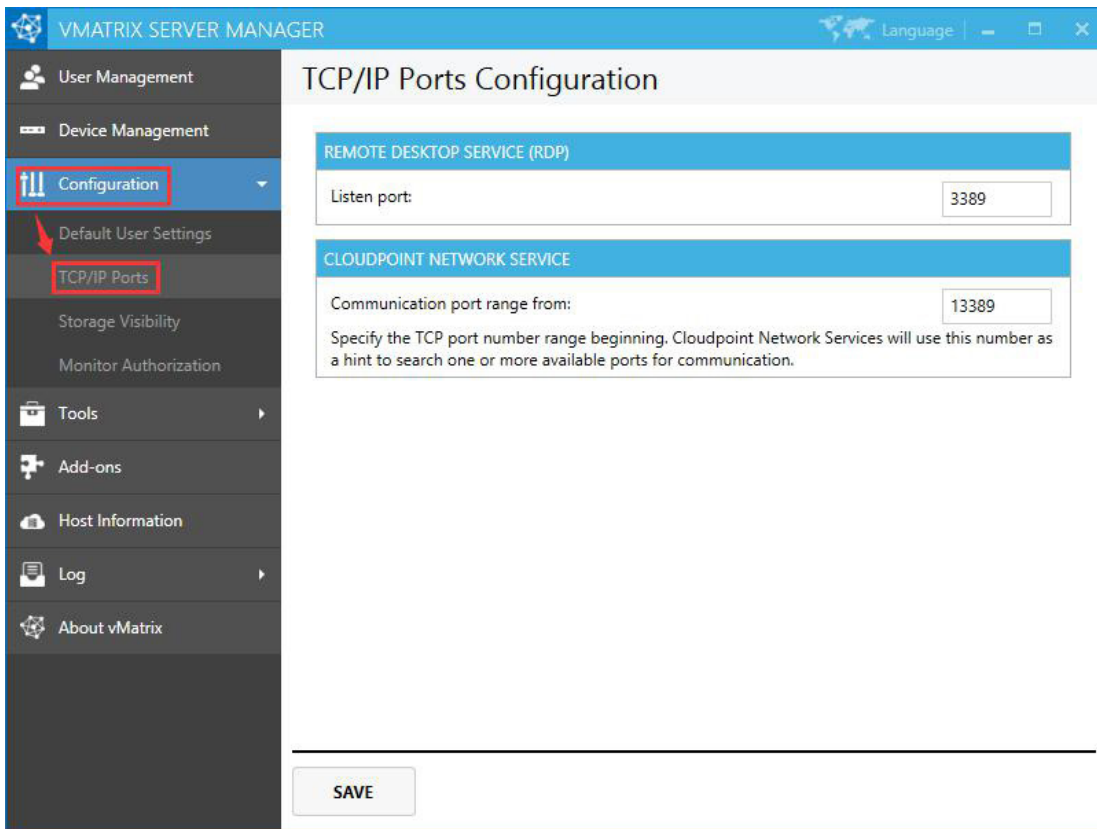 VMATRIX SERVER MANAGER
Language
User Management
Device Management
Configuration
Default User Settings
TCP/IP Ports
Storage Visibility
Monitor Authorization
Tools
Add-ons
Host Information
Log
About vMatrix
TCP/IP Ports Configuration
REMOTE DESKTOP SERVICE (RDP)
Listen port: 3389
CLOUDPOINT NETWORK SERVICE
Communication port range from: 13389
Specify the TCP port number range beginning. Cloudpoint Network Services will use this number as
a hint to search one or more available ports for communication.
SAVE